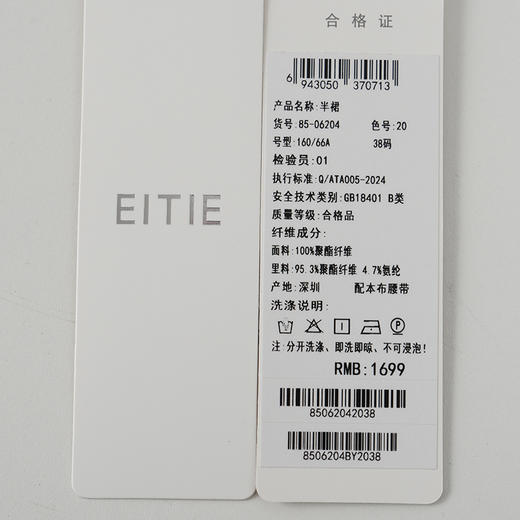 EITIE
合格证
6 943050 370713
产品名称:半裙
货号:85-06204 色号:20
号型:160/66A 38码
检验员:01
执行标准:Q/ATA005-2024
安全技术类别:GB18401 B类
质量等级:合格品
纤维成分:
面料:100%聚酯纤维
里料:95.3%聚酯纤维 4.7%氨纶
产地:深圳 配本布腰带
洗涤说明:
注:分开洗涤、即洗即晾、不可浸泡!
RMB:1699
85062042038
8506204BY2038